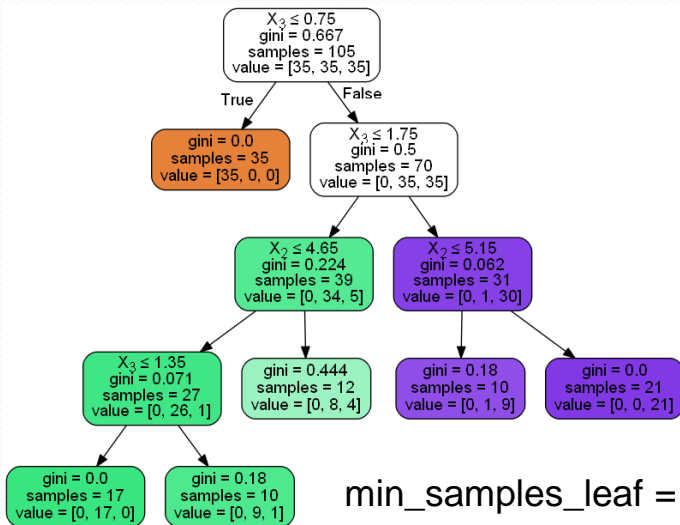 X₃ ≤ 0.75
gini = 0.667
samples = 105
value = [35, 35, 35]
True
False
gini = 0.0
samples = 35
value = [35, 0, 0]
X₃ ≤ 1.75
gini = 0.5
samples = 70
value = [0, 35, 35]
X₂ ≤ 4.65
gini = 0.224
samples = 39
value = [0, 34, 5]
X₂ ≤ 5.15
gini = 0.062
samples = 31
value = [0, 1, 30]
X₃ ≤ 1.35
gini = 0.071
samples = 27
value = [0, 26, 1]
gini = 0.444
samples = 12
value = [0, 8, 4]
gini = 0.18
samples = 10
value = [0, 1, 9]
gini = 0.0
samples = 21
value = [0, 0, 21]
gini = 0.0
samples = 17
value = [0, 17, 0]
gini = 0.18
samples = 10
value = [0, 9, 1]
min_samples_leaf =